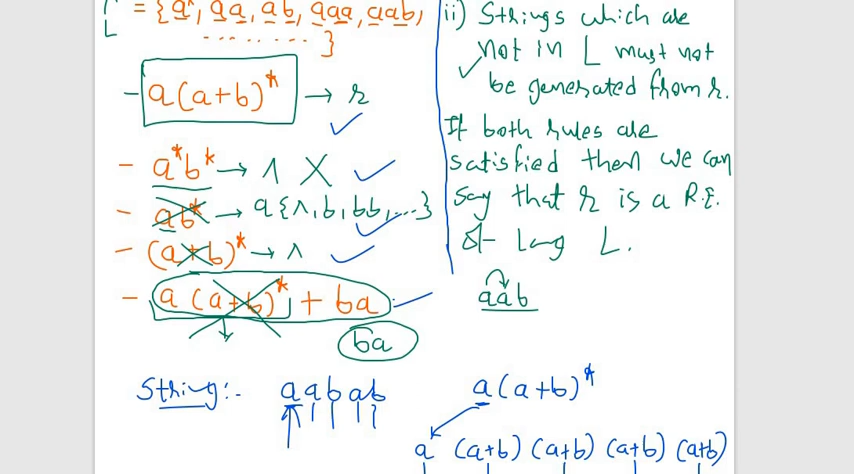 L = {a, aa, ab, aaa, aab, ........ }
- a(a+b)* → r
- a*b* → Λ X
- ab* → a{Λ, b, bb, ....}
- (a+b)* → Λ
- a (a+b)* + ba
ba
ii) Strings which are
not in L must not
be generated from r.
If both rules are
satisfied then we can
say that r is a R.E.
of lang L.
aab
String:- aabab
a(a+b)*
a (a+b) (a+b) (a+b) (a+b)